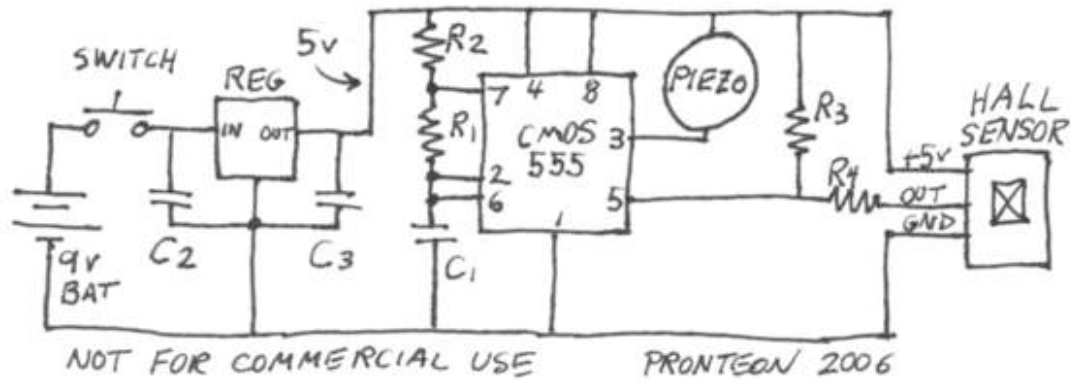 SWITCH
REG
5v
IN OUT
R2
R1
7 4 8
CMOS
555
3
2
6
5
1
PIEZO
R3
R4
HALL
SENSOR
+5v
OUT
GND
9v
BAT
C2
C3
C1
NOT FOR COMMERCIAL USE
PRONTEON 2006